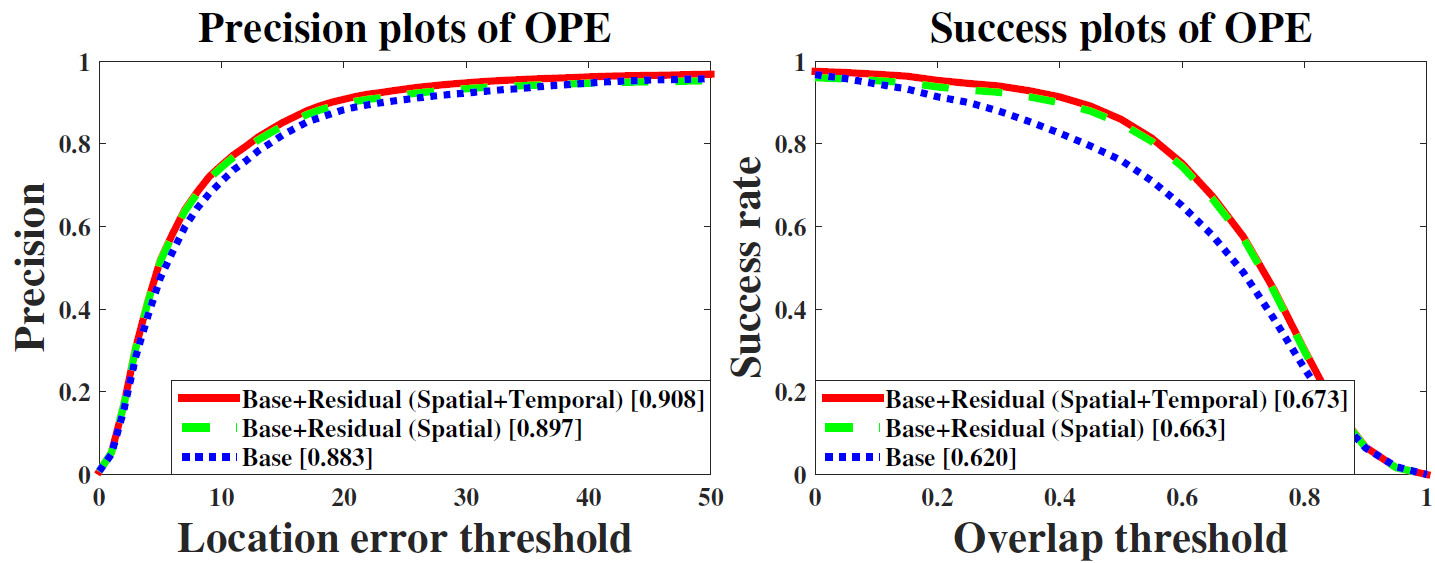 Precision plots of OPE
1
0.8
0.6
0.4
0.2
0
Precision
Base+Residual (Spatial+Temporal) [0.908]
Base+Residual (Spatial) [0.897]
Base [0.883]
0 10 20 30 40 50
Location error threshold
Success plots of OPE
1
0.8
0.6
0.4
0.2
0
Success rate
Base+Residual (Spatial+Temporal) [0.673]
Base+Residual (Spatial) [0.663]
Base [0.620]
0 0.2 0.4 0.6 0.8 1
Overlap threshold